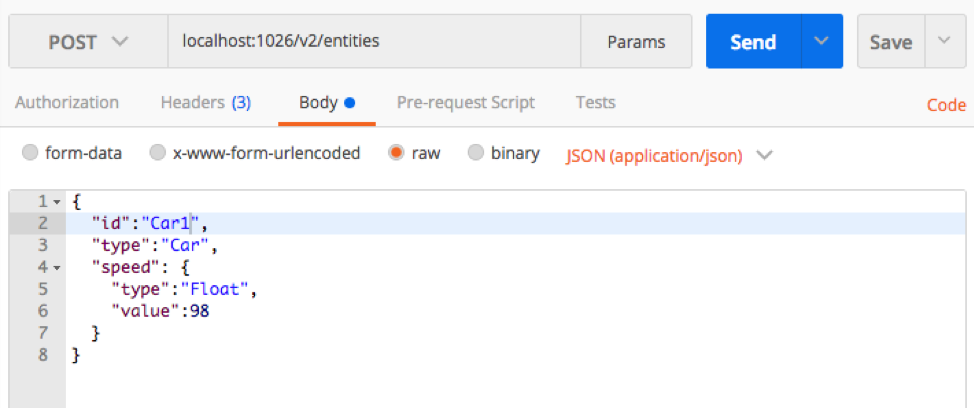 POST localhost:1026/v2/entities Params Send Save
Authorization Headers (3) Body Pre-request Script Tests Code
form-data x-www-form-urlencoded raw binary JSON (application/json)
1 {
2 "id":"Car1",
3 "type":"Car",
4 "speed": {
5 "type":"Float",
6 "value":98
7 }
8 }